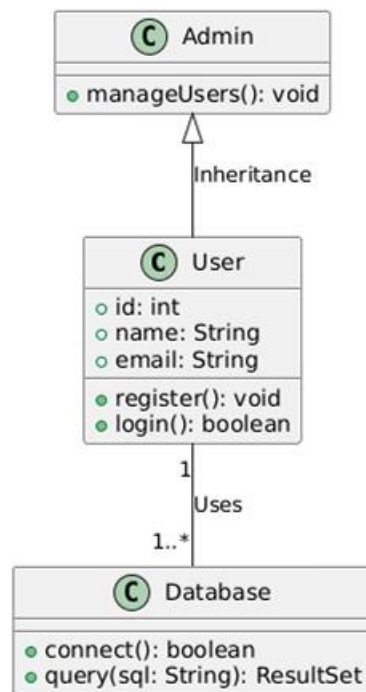 C Admin
manageUsers(): void
Inheritance
C User
id: int
name: String
email: String
register(): void
login(): boolean
1
Uses
1..*
C Database
connect(): boolean
query(sql: String): ResultSet